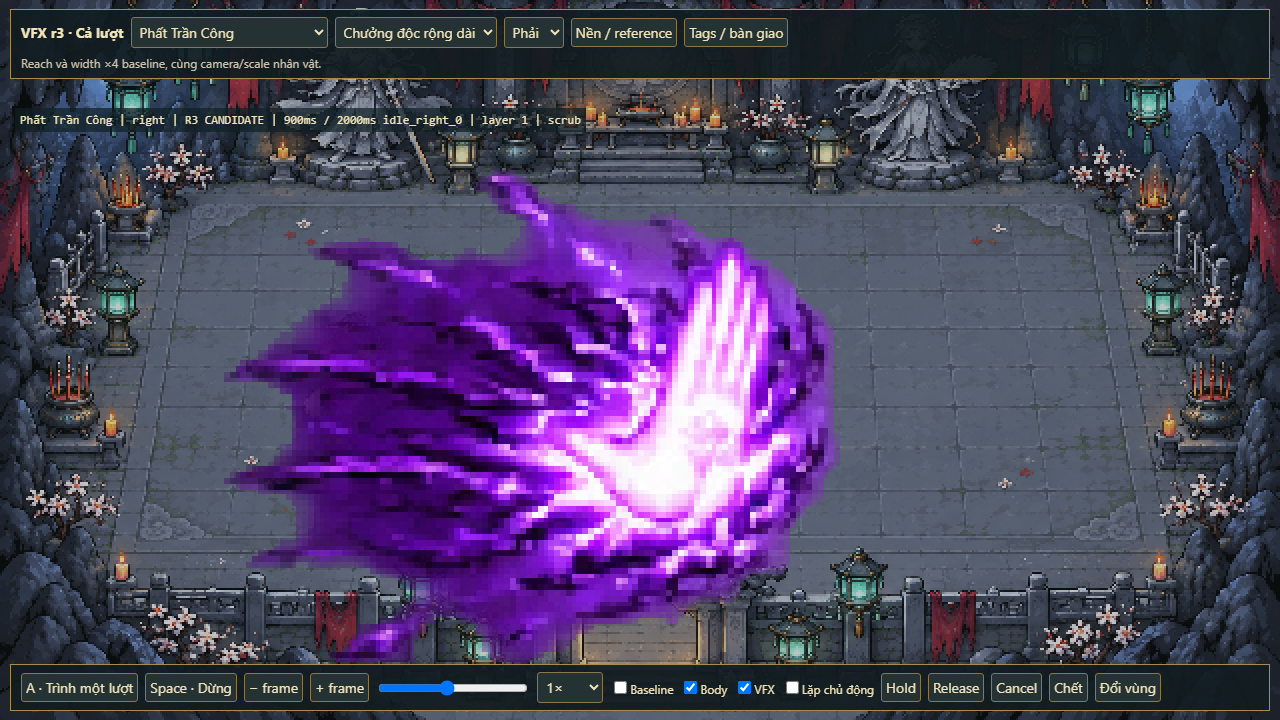 VFX r3 · Cả lượt Phất Trần Công Chưởng độc rộng dài Phải Nền / reference Tags / bàn giao
Reach và width ×4 baseline, cùng camera/scale nhân vật.
Phất Trần Công | right | R3 CANDIDATE | 900ms / 2000ms idle_right_0 | layer 1 | scrub
A · Trình một lượt Space · Dừng − frame + frame 1× Baseline Body VFX Lặp chủ động Hold Release Cancel Chết Đổi vùng